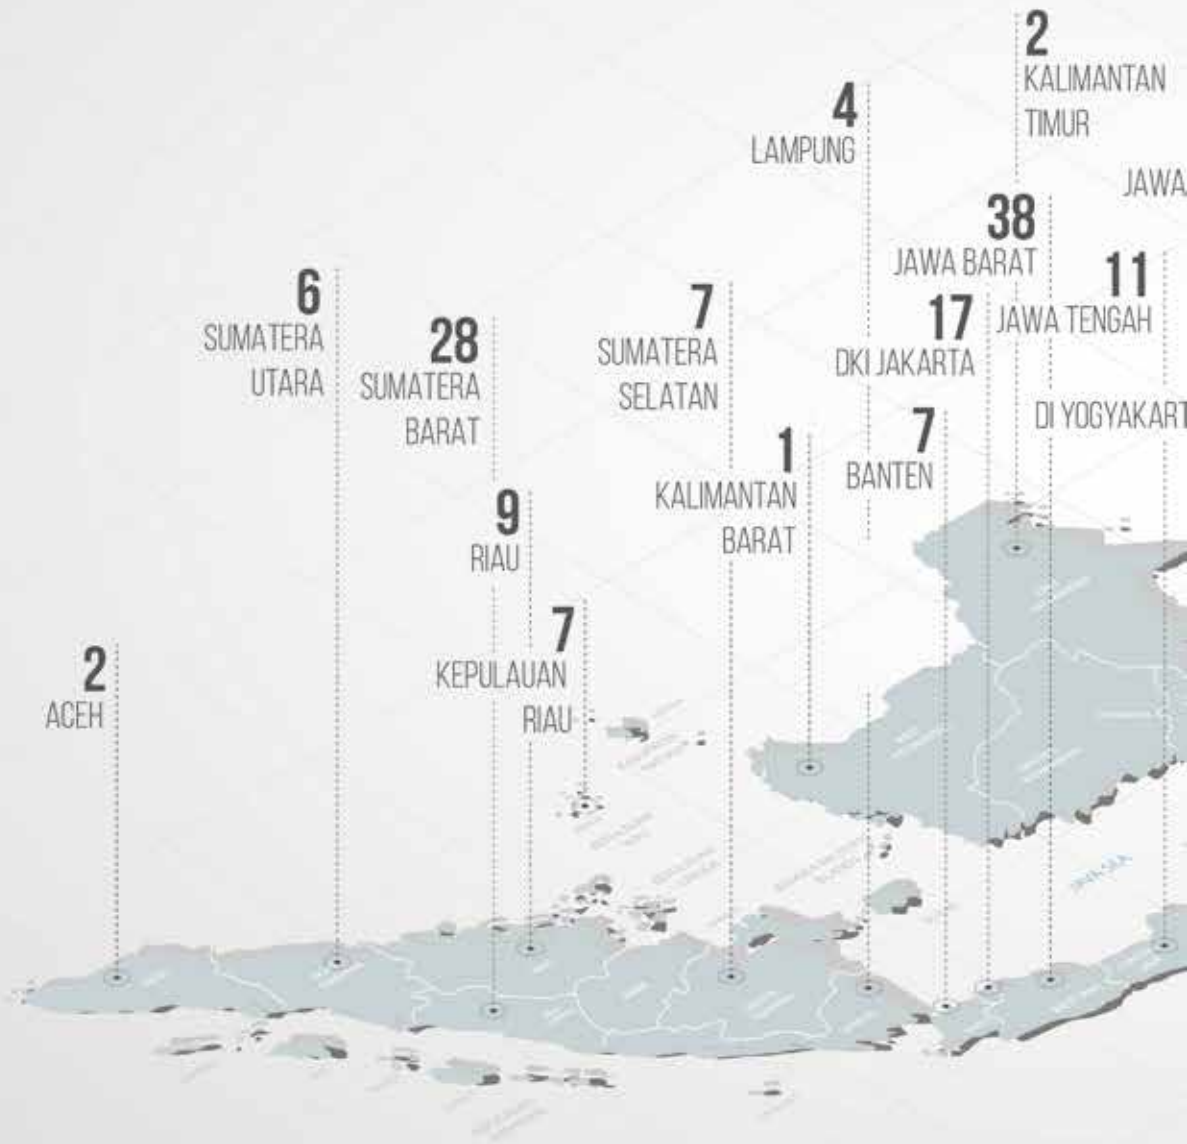 2
KALIMANTAN
TIMUR
4
LAMPUNG
JAWA
38
JAWA BARAT
11
JAWA TENGAH
6
SUMATERA
UTARA
28
SUMATERA
BARAT
7
SUMATERA
SELATAN
17
DKI JAKARTA
DI YOGYAKART
7
BANTEN
1
KALIMANTAN
BARAT
9
RIAU
7
KEPULAUAN
RIAU
2
ACEH
JAVA SEA